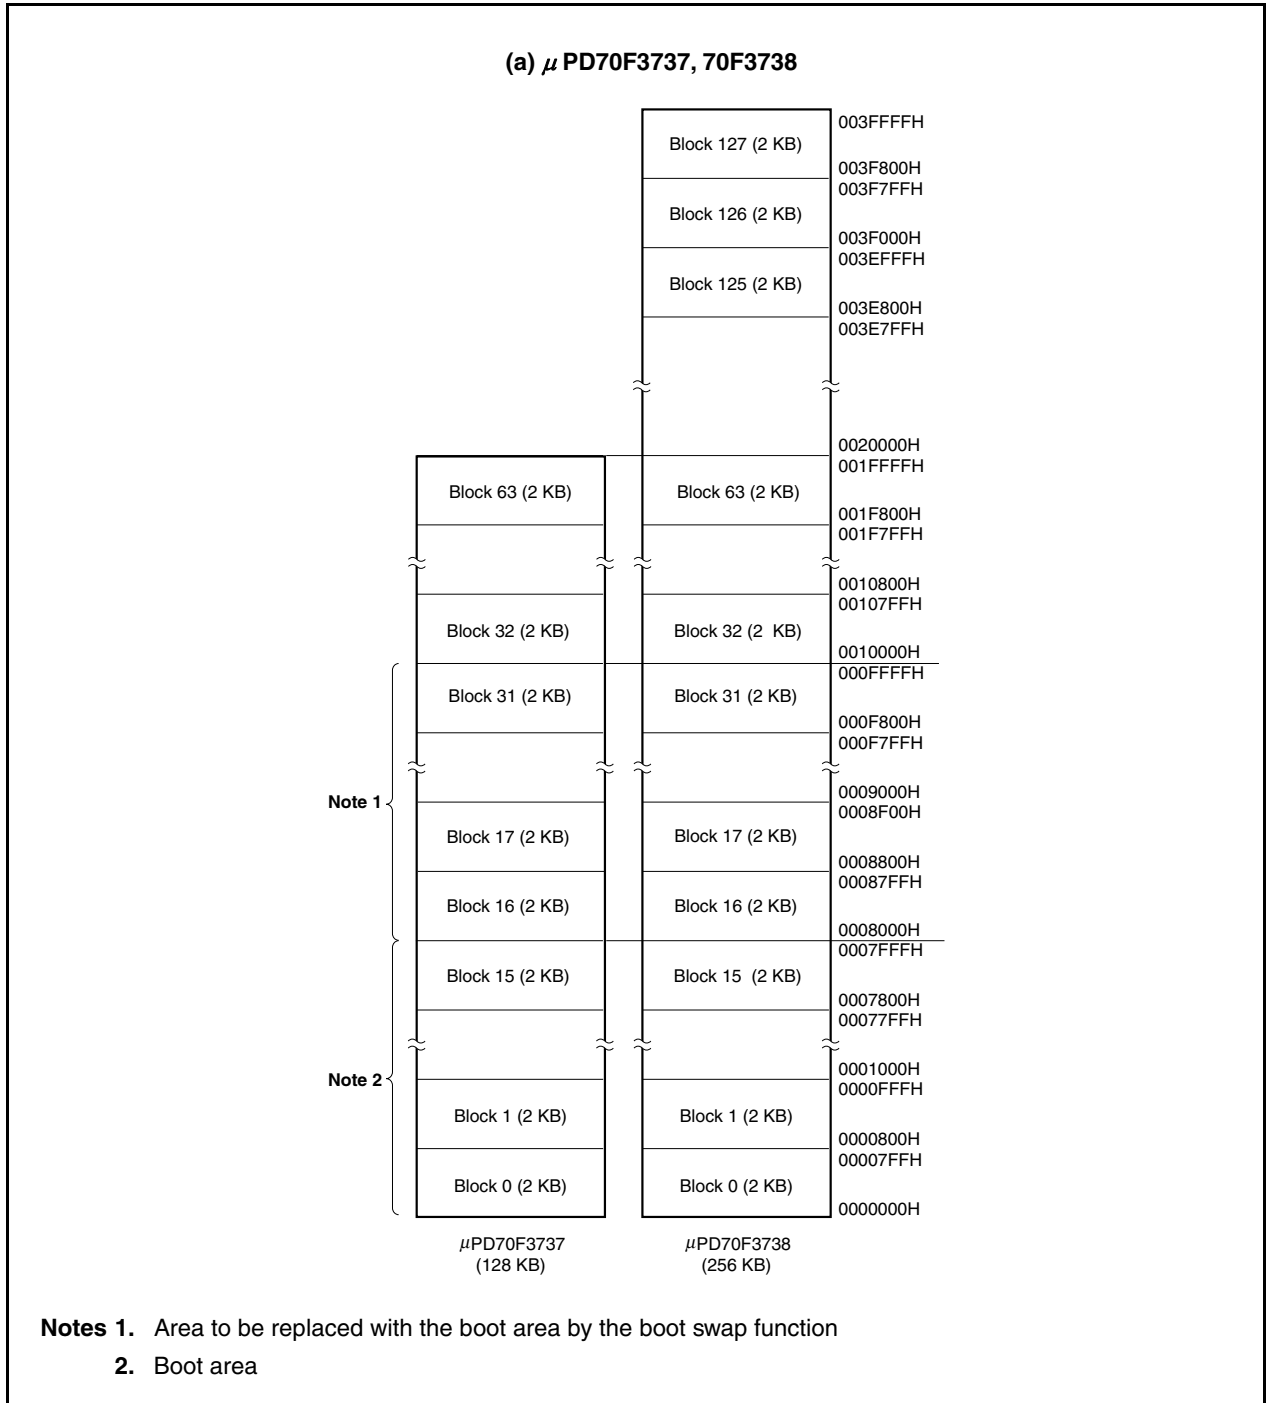 (a) μ PD70F3737, 70F3738
003FFFFH
Block 127 (2 KB)
003F800H
003F7FFH
Block 126 (2 KB)
003F000H
003EFFFH
Block 125 (2 KB)
003E800H
003E7FFH
0020000H
001FFFFH
Block 63 (2 KB) Block 63 (2 KB)
001F800H
001F7FFH
0010800H
00107FFH
Block 32 (2 KB) Block 32 (2 KB)
0010000H
000FFFFH
Block 31 (2 KB) Block 31 (2 KB)
000F800H
000F7FFH
0009000H
Note 1
0008F00H
Block 17 (2 KB) Block 17 (2 KB)
0008800H
00087FFH
Block 16 (2 KB) Block 16 (2 KB)
0008000H
0007FFFH
Block 15 (2 KB) Block 15 (2 KB)
0007800H
00077FFH
0001000H
Note 2
0000FFFH
Block 1 (2 KB) Block 1 (2 KB)
0000800H
00007FFH
Block 0 (2 KB) Block 0 (2 KB)
0000000H
μPD70F3737 μPD70F3738
(128 KB) (256 KB)
Notes 1. Area to be replaced with the boot area by the boot swap function
2. Boot area